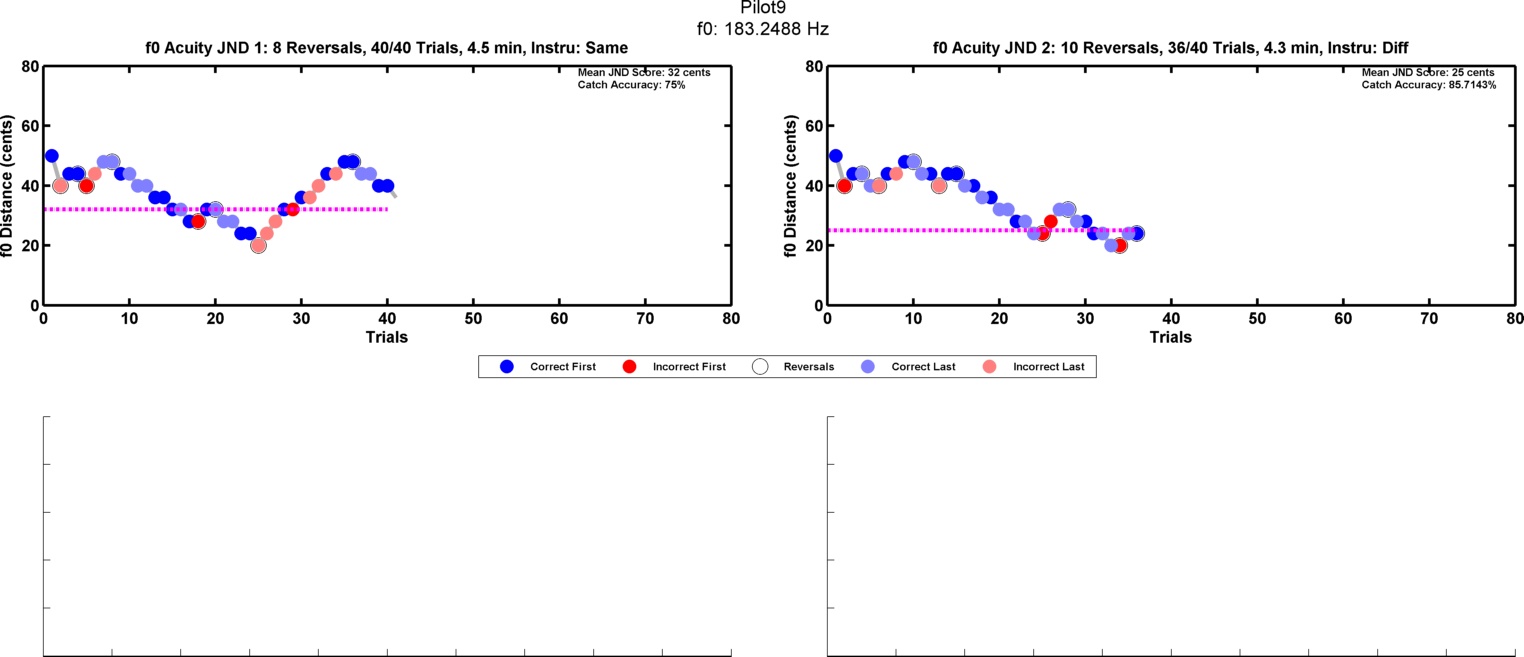 Pilot9
f0: 183.2488 Hz
f0 Acuity JND 1: 8 Reversals, 40/40 Trials, 4.5 min, Instru: Same
Mean JND Score: 32 cents
Catch Accuracy: 75%
80
60
40
20
0
f0 Distance (cents)
0 10 20 30 40 50 60 70 80
Trials
f0 Acuity JND 2: 10 Reversals, 36/40 Trials, 4.3 min, Instru: Diff
Mean JND Score: 25 cents
Catch Accuracy: 85.7143%
80
60
40
20
0
f0 Distance (cents)
0 10 20 30 40 50 60 70 80
Trials
Correct First Incorrect First Reversals Correct Last Incorrect Last